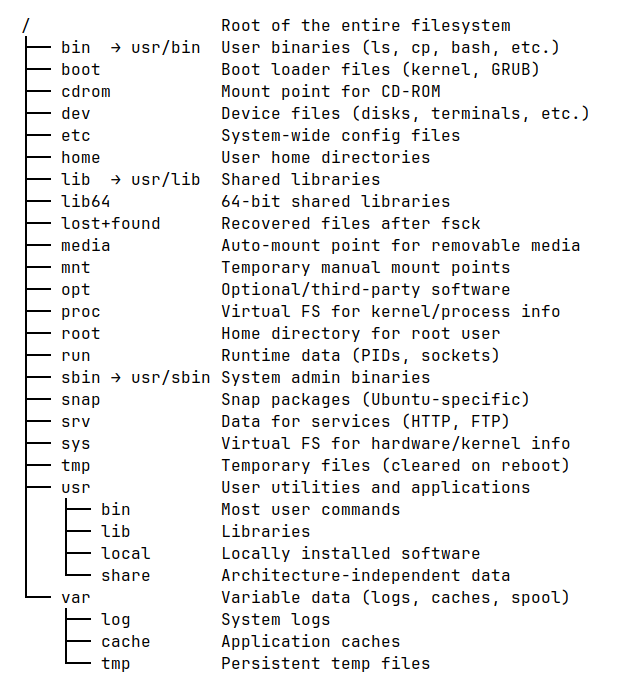 / Root of the entire filesystem
bin → usr/bin User binaries (ls, cp, bash, etc.)
boot Boot loader files (kernel, GRUB)
cdrom Mount point for CD-ROM
dev Device files (disks, terminals, etc.)
etc System-wide config files
home User home directories
lib → usr/lib Shared libraries
lib64 64-bit shared libraries
lost+found Recovered files after fsck
media Auto-mount point for removable media
mnt Temporary manual mount points
opt Optional/third-party software
proc Virtual FS for kernel/process info
root Home directory for root user
run Runtime data (PIDs, sockets)
sbin → usr/sbin System admin binaries
snap Snap packages (Ubuntu-specific)
srv Data for services (HTTP, FTP)
sys Virtual FS for hardware/kernel info
tmp Temporary files (cleared on reboot)
usr User utilities and applications
bin Most user commands
lib Libraries
local Locally installed software
share Architecture-independent data
var Variable data (logs, caches, spool)
log System logs
cache Application caches
tmp Persistent temp files